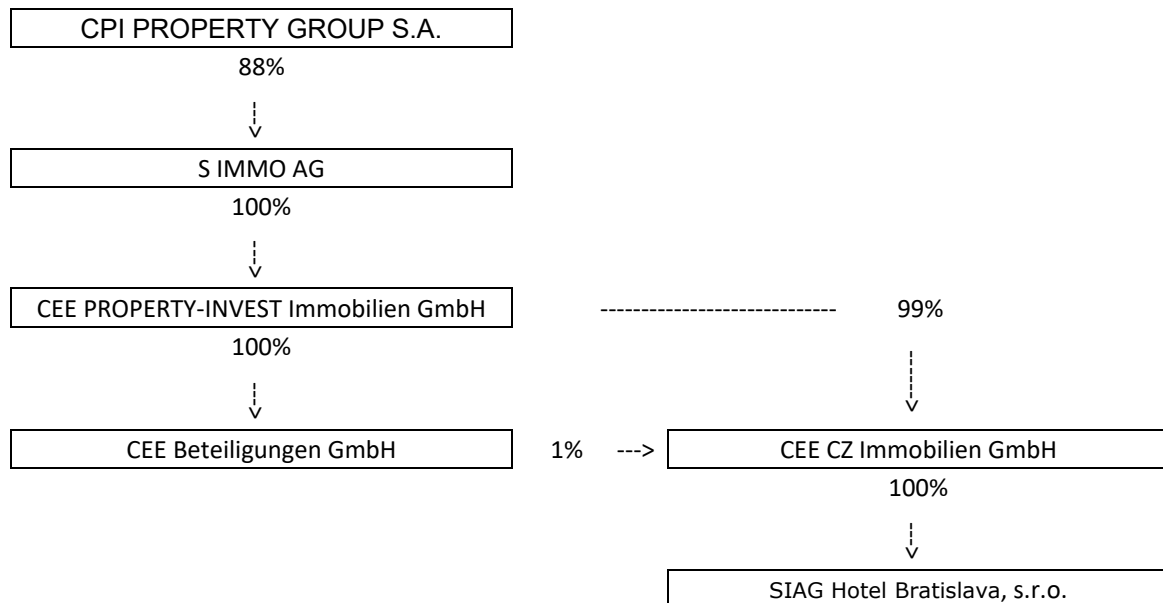 CPI PROPERTY GROUP S.A.
88%
S IMMO AG
100%
CEE PROPERTY-INVEST Immobilien GmbH --------------------------- 99%
100%
CEE Beteiligungen GmbH 1% ---> CEE CZ Immobilien GmbH
100%
SIAG Hotel Bratislava, s.r.o.